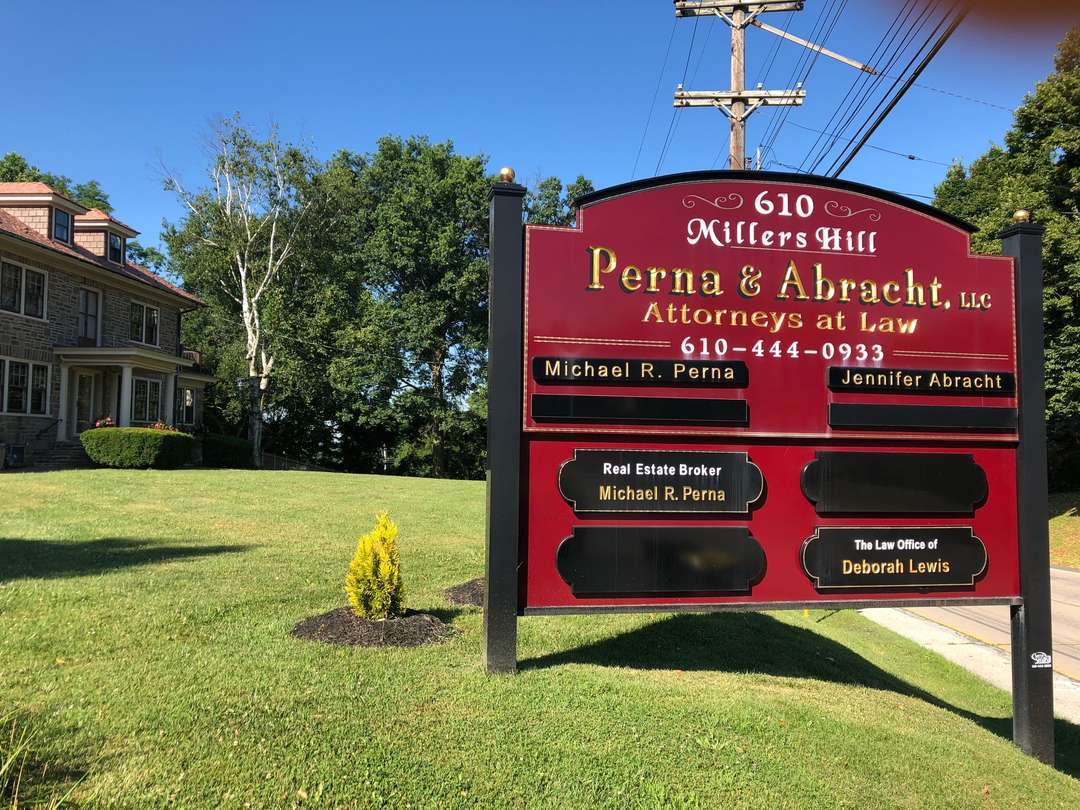 610
Millers Hill
Perna & Abracht, LLC
Attorneys at Law
610-444-0933
Michael R. Perna
Jennifer Abracht
Real Estate Broker
Michael R. Perna
The Law Office of
Deborah Lewis